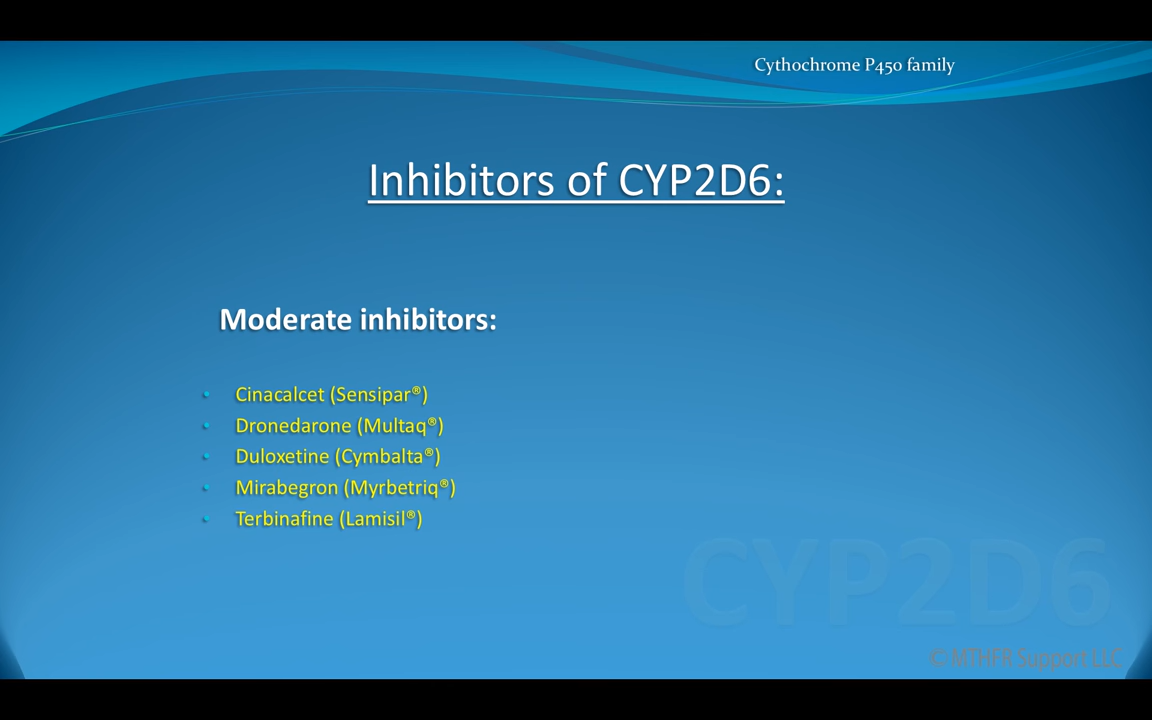 Cythochrome P450 family
Inhibitors of CYP2D6:
Moderate inhibitors:
• Cinacalcet (Sensipar®)
• Dronedarone (Multaq®)
• Duloxetine (Cymbalta®)
• Mirabegron (Myrbetriq®)
• Terbinafine (Lamisil®)
CYP2D6
©MTHFR Support LLC